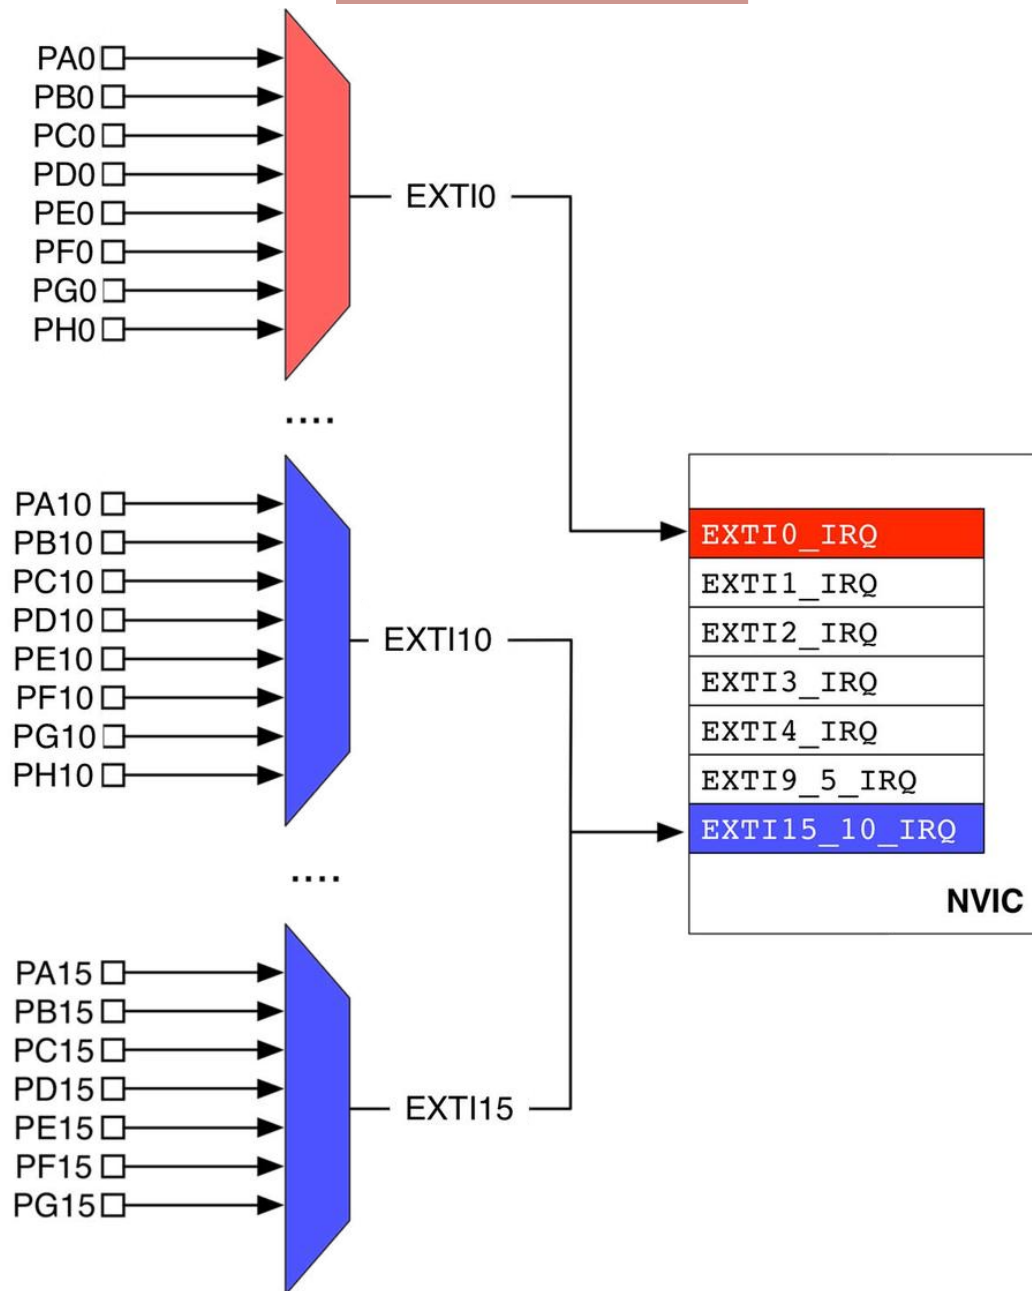 PA0
PB0
PC0
PD0
PE0
PF0
PG0
PH0
EXTI0
....
PA10
PB10
PC10
PD10
PE10
PF10
PG10
PH10
EXTI10
....
PA15
PB15
PC15
PD15
PE15
PF15
PG15
EXTI15
EXTI0_IRQ
EXTI1_IRQ
EXTI2_IRQ
EXTI3_IRQ
EXTI4_IRQ
EXTI9_5_IRQ
EXTI15_10_IRQ
NVIC